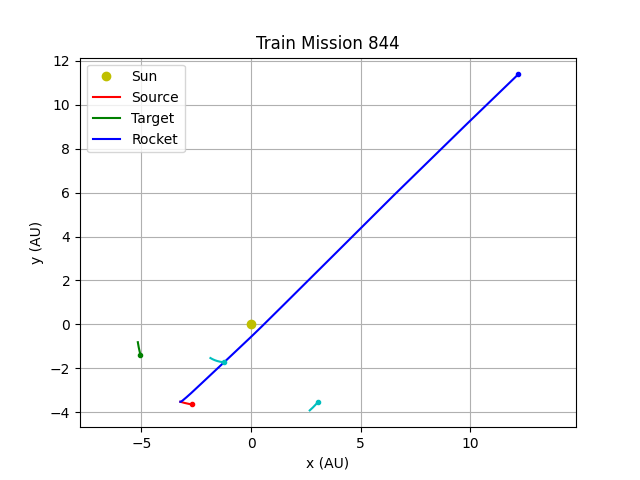 Train Mission 844
Sun
Source
Target
Rocket
12
10
8
6
4
2
0
−2
−4
y (AU)
−5
0
5
10
x (AU)